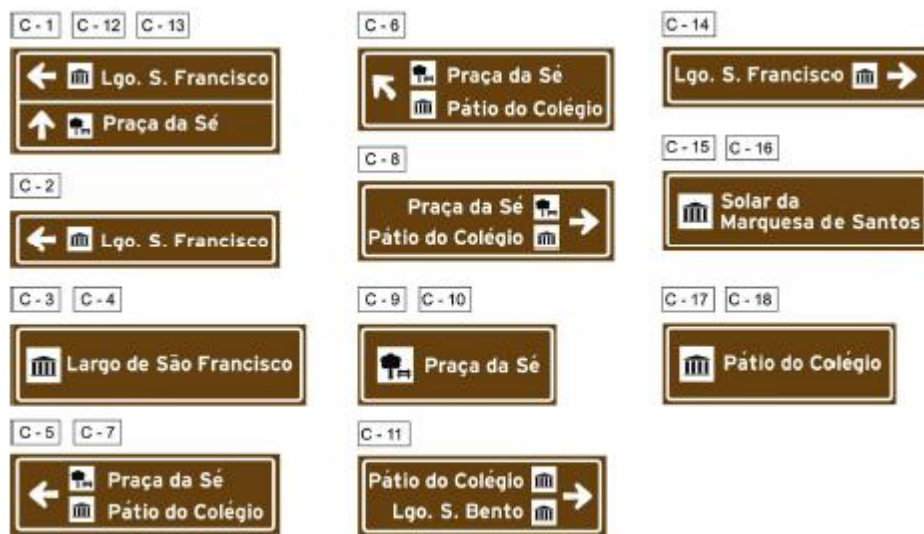 C - 1 C - 12 C - 13
Lgo. S. Francisco
Praça da Sé
C - 2
Lgo. S. Francisco
C - 3 C - 4
Largo de São Francisco
C - 5 C - 7
Praça da Sé
Pátio do Colégio
C - 6
Praça da Sé
Pátio do Colégio
C - 8
Praça da Sé
Pátio do Colégio
C - 9 C - 10
Praça da Sé
C - 11
Pátio do Colégio
Lgo. S. Bento
C - 14
Lgo. S. Francisco
C - 15 C - 16
Solar da
Marquesa de Santos
C - 17 C - 18
Pátio do Colégio